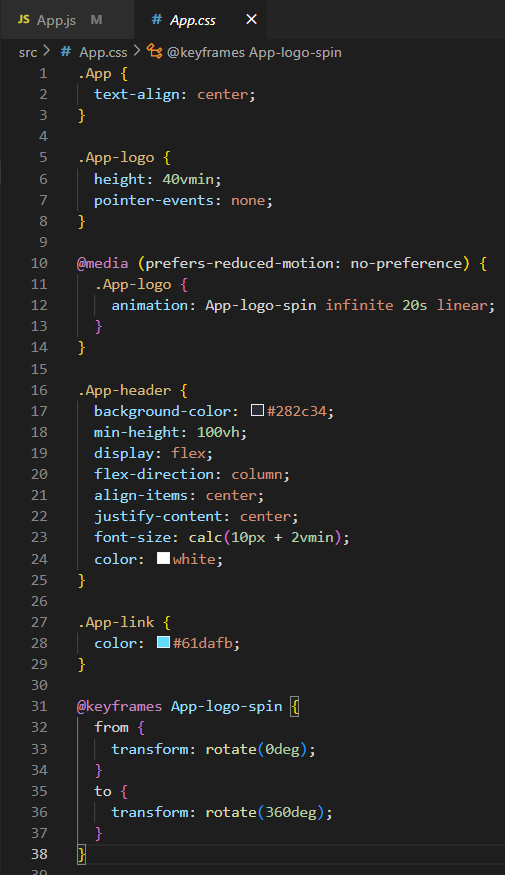 JS App.js M # App.css ×
src > # App.css > @keyframes App-logo-spin
1 .App {
2   text-align: center;
3 }
4
5 .App-logo {
6   height: 40vmin;
7   pointer-events: none;
8 }
9
10 @media (prefers-reduced-motion: no-preference) {
11   .App-logo {
12     animation: App-logo-spin infinite 20s linear;
13   }
14 }
15
16 .App-header {
17   background-color: #282c34;
18   min-height: 100vh;
19   display: flex;
20   flex-direction: column;
21   align-items: center;
22   justify-content: center;
23   font-size: calc(10px + 2vmin);
24   color: white;
25 }
26
27 .App-link {
28   color: #61dafb;
29 }
30
31 @keyframes App-logo-spin {
32   from {
33     transform: rotate(0deg);
34   }
35   to {
36     transform: rotate(360deg);
37   }
38 }
39